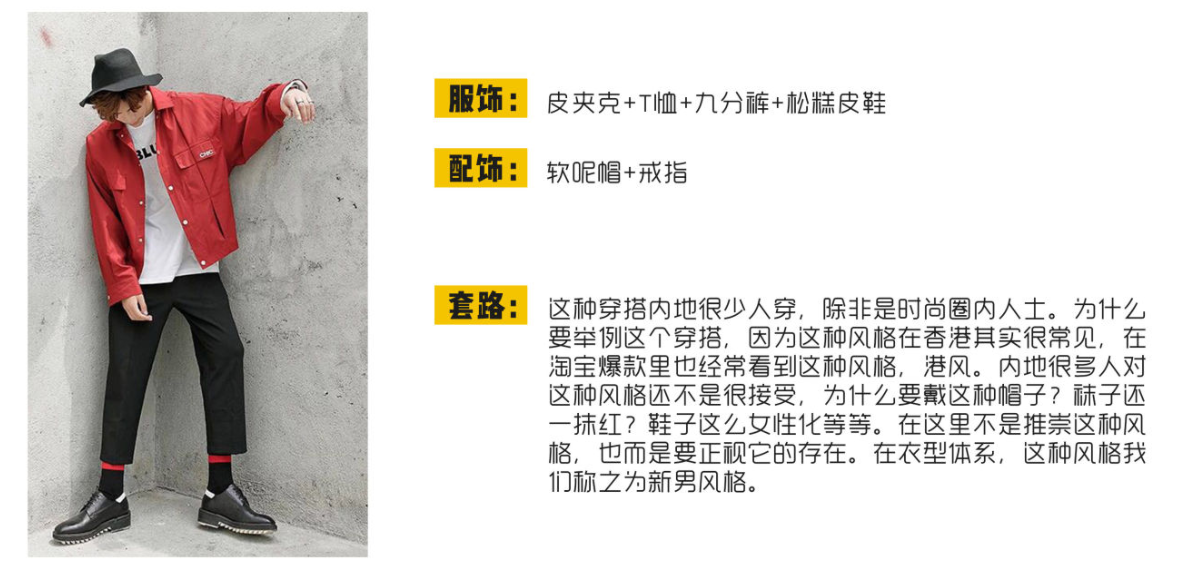 BLU
CHIC
服饰：
皮夹克+T恤+九分裤+松糕皮鞋
配饰：
软呢帽+戒指
套路：
这种穿搭内地很少人穿，除非是时尚圈内人士。为什么
要举例这个穿搭，因为这种风格在香港其实很常见，在
淘宝爆款里也经常看到这种风格，港风。内地很多人对
这种风格还不是很接受，为什么要戴这种帽子？袜子还
一抹红？鞋子这么女性化等等。在这里不是推崇这种风
格，也而是要正视它的存在。在衣型体系，这种风格我
们称之为新男风格。